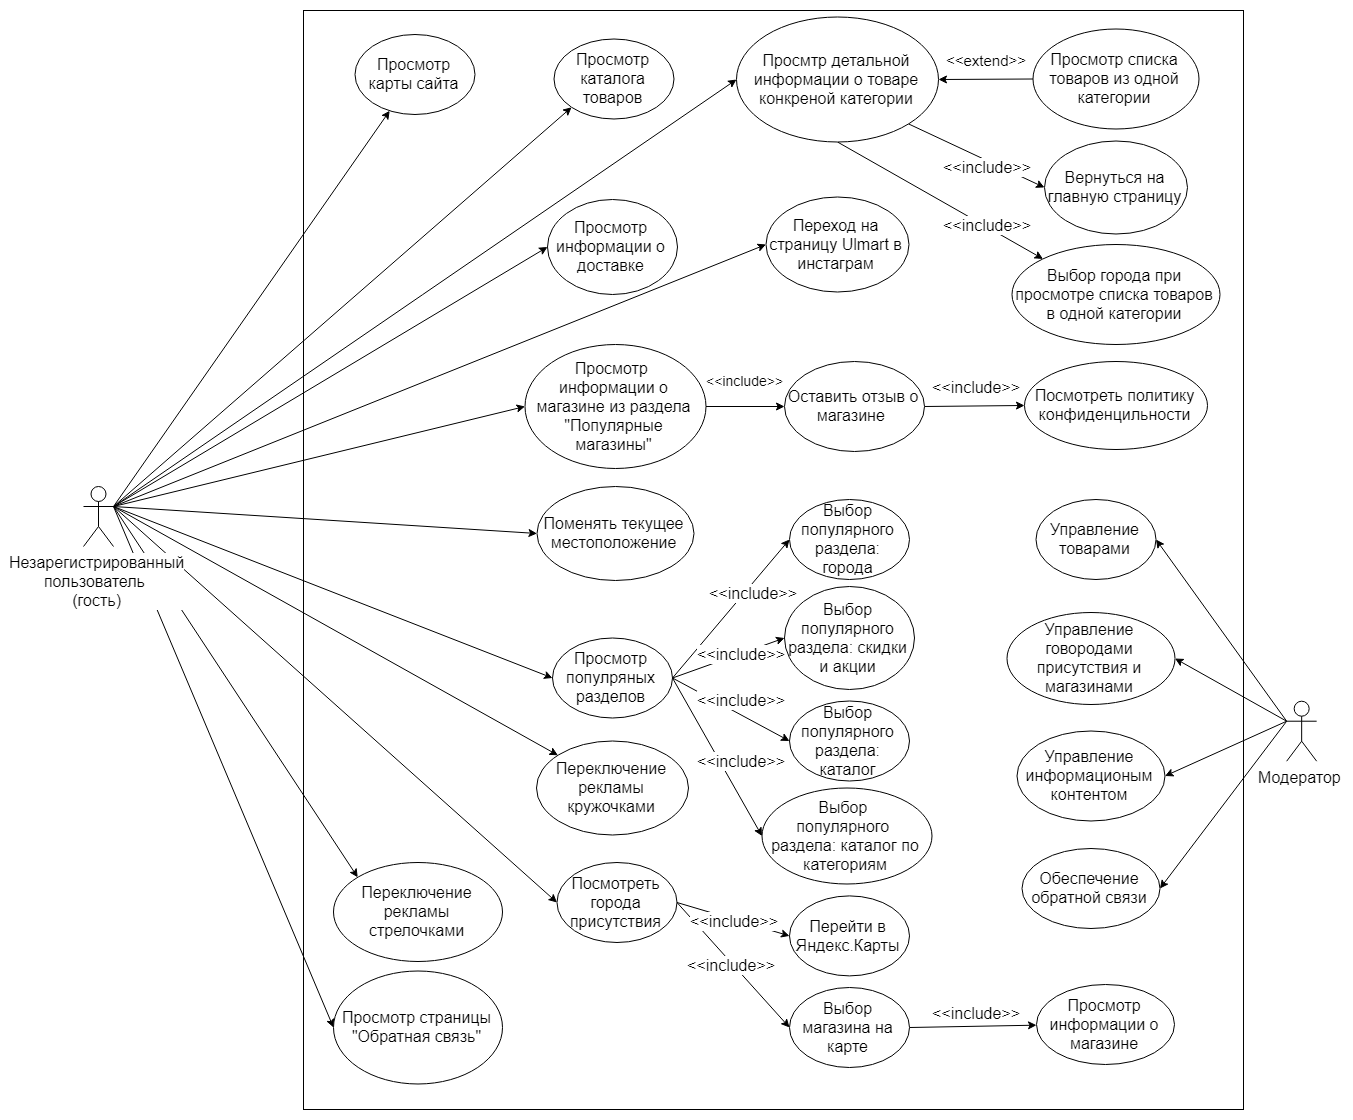 Просмотр
карты сайта
Просмотр
каталога
товаров
Просмтр детальной
информации о товаре
конкреной категории
<<extend>>
Просмотр списка
товаров из одной
категории
<<include>>
Вернуться на
главную страницу
<<include>>
Выбор города при
просмотре списка товаров
в одной категории
Просмотр
информации о
доставке
Переход на
страницу Ulmart в
инстаграм
Просмотр
информации о
магазине из раздела
"Популярные
магазины"
<<include>>
Оставить отзыв о
магазине
<<include>>
Посмотреть политику
конфиденцильности
Незарегистрированный
пользователь
(гость)
Поменять текущее
местоположение
Выбор
популярного
раздела:
города
<<include>>
Выбор
популярного
раздела: скидки
и акции
<<include>>
Просмотр
популряных
разделов
<<include>>
Выбор
популярного
раздела:
каталог
<<include>>
Выбор
популярного
раздела: каталог по
категориям
Управление
товарами
Управление
говородами
присутствия и
магазинами
Управление
информационым
контентом
Обеспечение
обратной связи
Модератор
Переключение
рекламы
кружочками
Переключение
рекламы
стрелочками
Посмотреть
города
присутствия
<<include>>
Перейти в
Яндекс.Карты
<<include>>
Выбор
магазина на
карте
<<include>>
Просмотр
информации о
магазине
Просмотр страницы
"Обратная связь"